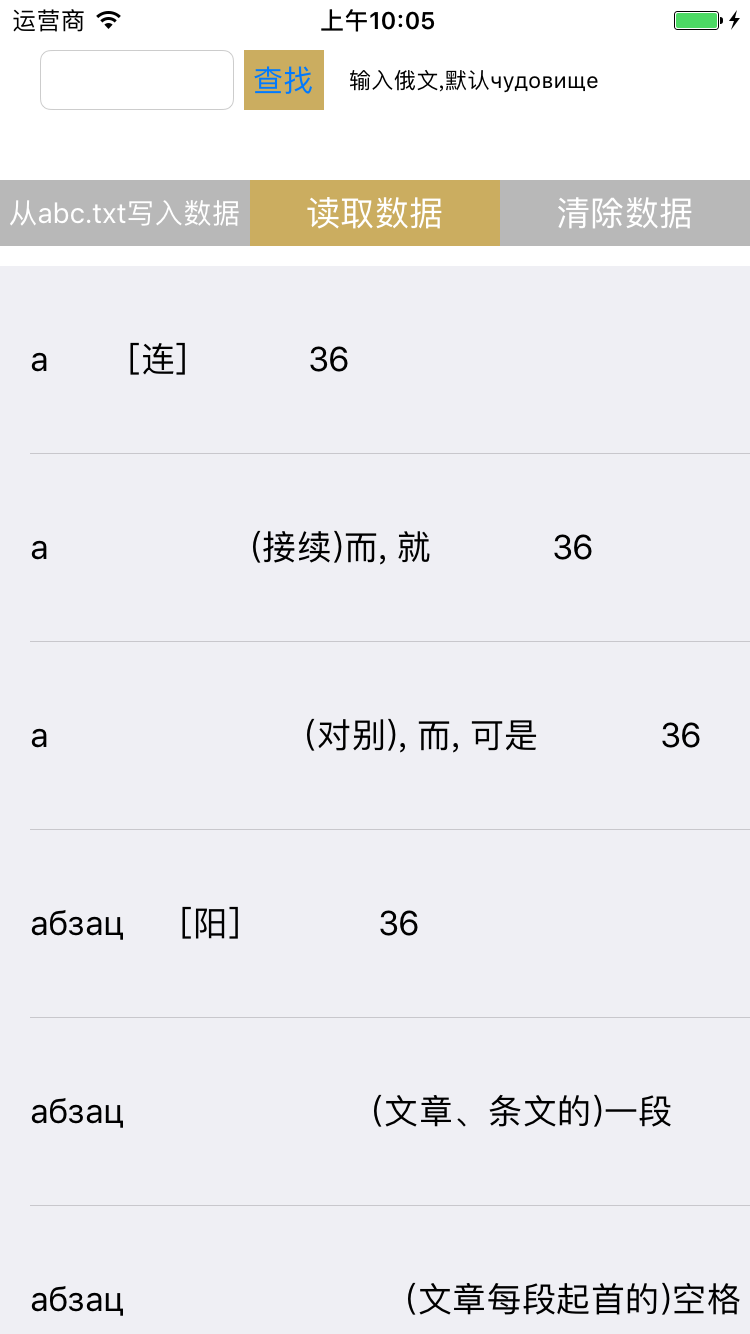 运营商 上午10:05
查找 输入俄文,默认чудовище
从abc.txt写入数据 读取数据 清除数据
а [连] 36
а (接续)而, 就 36
а (对别), 而, 可是 36
абзац [阳] 36
абзац (文章、条文的)一段
абзац (文章每段起首的)空格